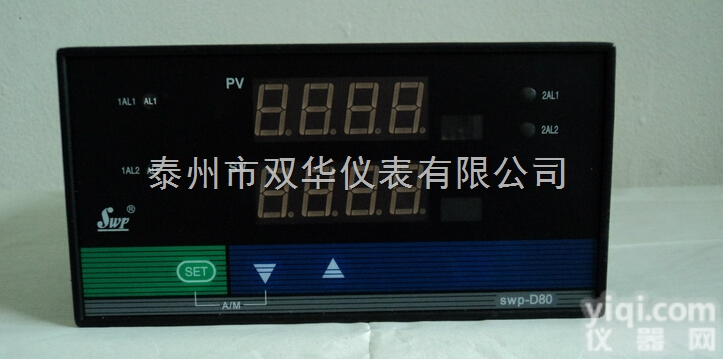 PV
1AL1 AL1
2AL1
2AL2
1AL2
泰州市双华仪表有限公司
Swp®
SET
A/M
swp-D80
yiqi.com
仪器网